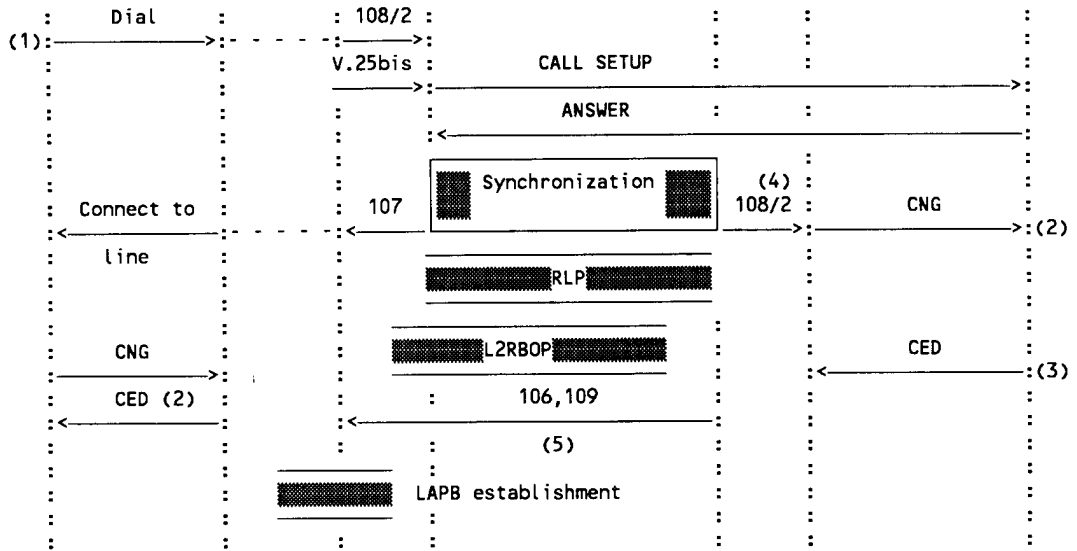 Dial 108/2
(1)
V.25bis CALL SETUP
ANSWER
Synchronization (4)
Connect to 107 108/2 CNG
(2)
line
RLP
L2RBOP
CNG CED
(3)
CED (2) 106,109
(5)
LAPB establishment